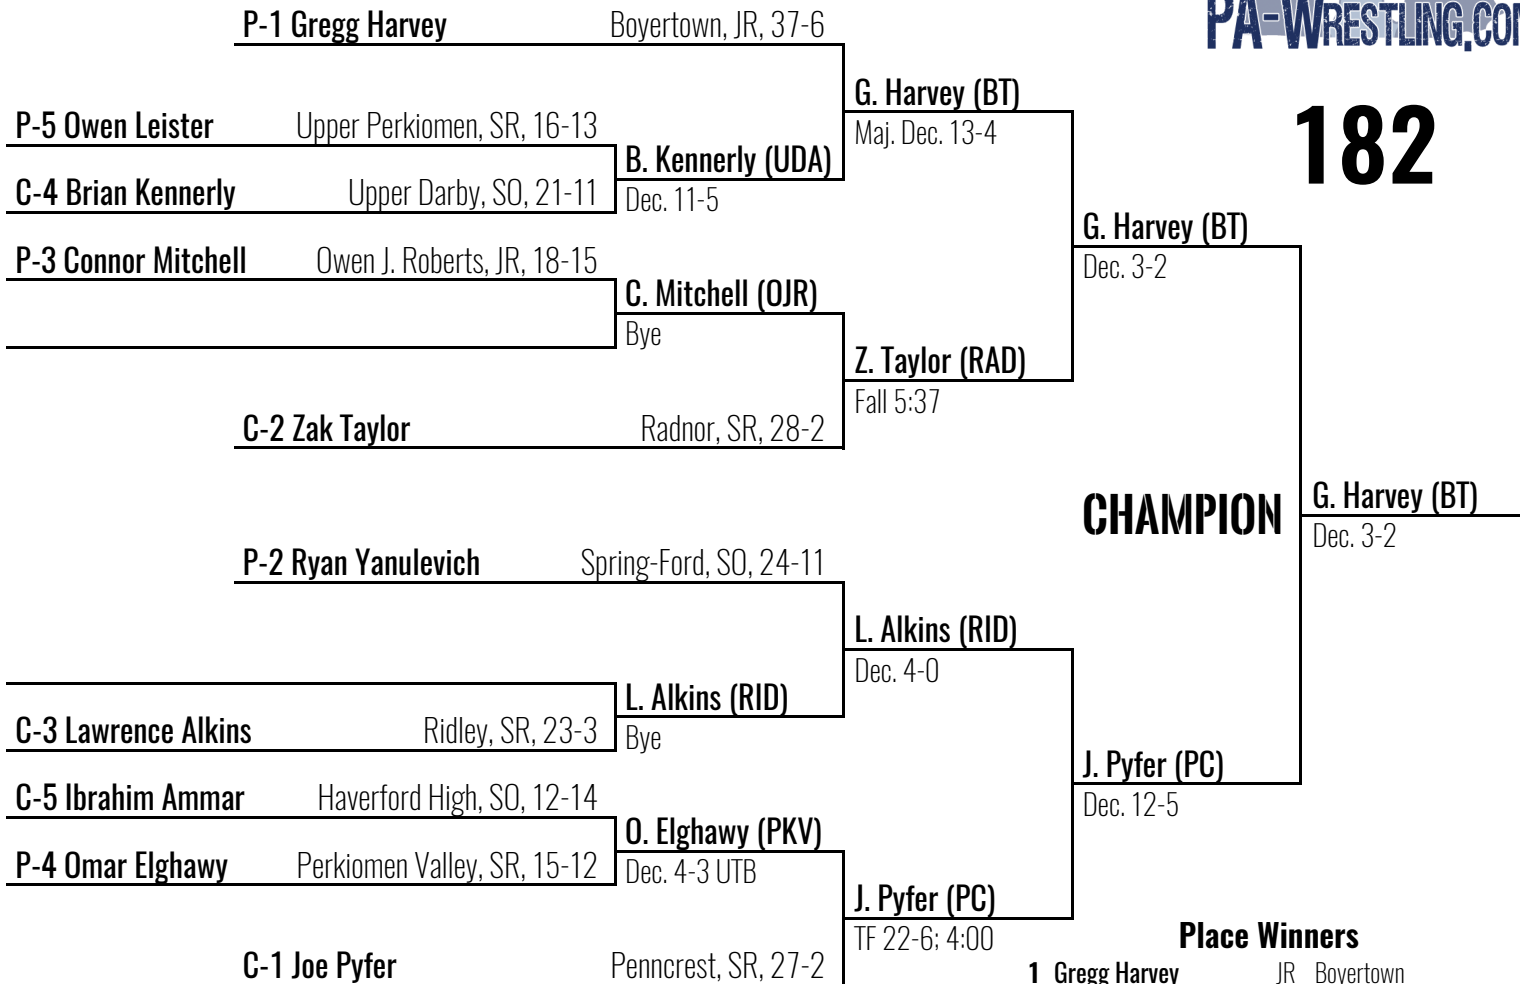 P-1 Gregg Harvey Boyertown, JR, 37-6
PA-WRESTLING.COM
G. Harvey (BT)
Maj. Dec. 13-4
182
P-5 Owen Leister Upper Perkiomen, SR, 16-13
B. Kennerly (UDA)
Dec. 11-5
C-4 Brian Kennerly Upper Darby, SO, 21-11
G. Harvey (BT)
Dec. 3-2
P-3 Connor Mitchell Owen J. Roberts, JR, 18-15
C. Mitchell (OJR)
Bye
Z. Taylor (RAD)
Fall 5:37
C-2 Zak Taylor Radnor, SR, 28-2
CHAMPION
G. Harvey (BT)
Dec. 3-2
P-2 Ryan Yanulevich Spring-Ford, SO, 24-11
L. Alkins (RID)
Dec. 4-0
L. Alkins (RID)
Bye
C-3 Lawrence Alkins Ridley, SR, 23-3
J. Pyfer (PC)
Dec. 12-5
C-5 Ibrahim Ammar Haverford High, SO, 12-14
O. Elghawy (PKV)
Dec. 4-3 UTB
P-4 Omar Elghawy Perkiomen Valley, SR, 15-12
J. Pyfer (PC)
TF 22-6; 4:00
C-1 Joe Pyfer Penncrest, SR, 27-2
Place Winners
1 Gregg Harvey JR Boyertown